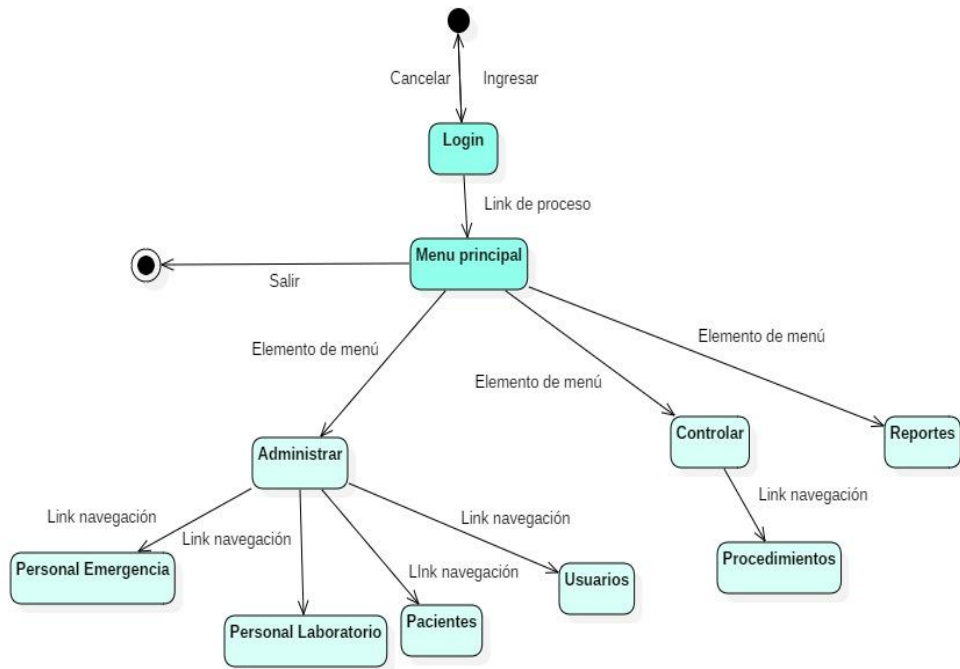 Cancelar
Ingresar
Login
Link de proceso
Menu principal
Salir
Elemento de menú
Elemento de menú
Elemento de menú
Administrar
Controlar
Reportes
Link navegación
Link navegación
LInk navegación
Link navegación
Link navegación
Personal Emergencia
Personal Laboratorio
Pacientes
Usuarios
Procedimientos